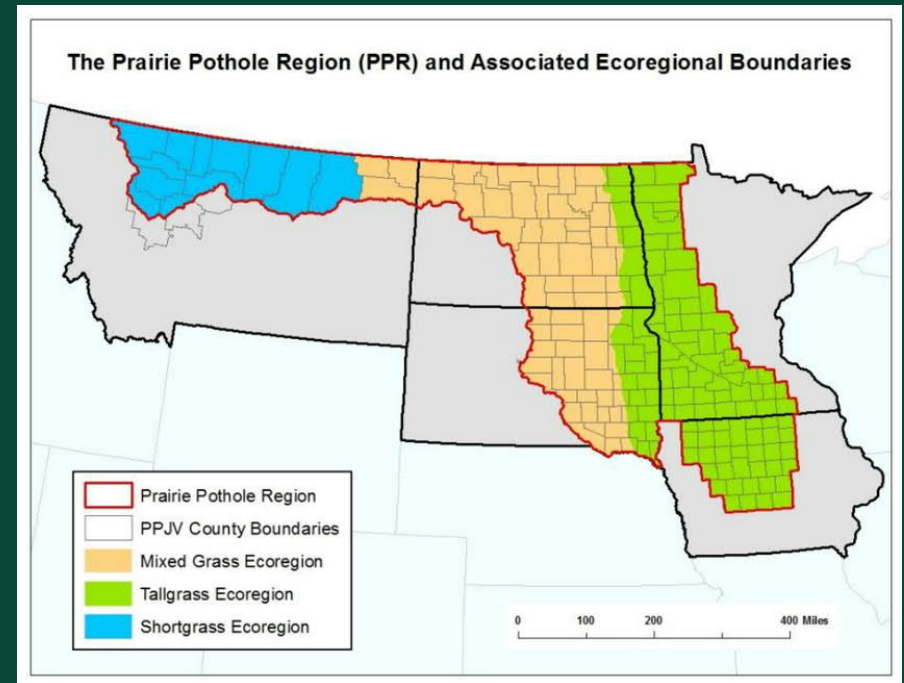 The Prairie Pothole Region (PPR) and Associated Ecoregional Boundaries
Prairie Pothole Region
PPJV County Boundaries
Mixed Grass Ecoregion
Tallgrass Ecoregion
Shortgrass Ecoregion
0 100 200 400 Miles